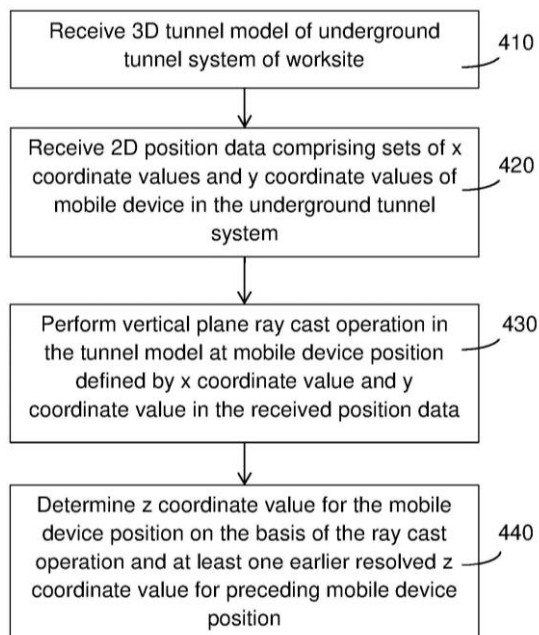 Receive 3D tunnel model of underground
tunnel system of worksite
410
Receive 2D position data comprising sets of x
coordinate values and y coordinate values of
mobile device in the underground tunnel
system
420
Perform vertical plane ray cast operation in
the tunnel model at mobile device position
defined by x coordinate value and y
coordinate value in the received position data
430
Determine z coordinate value for the mobile
device position on the basis of the ray cast
operation and at least one earlier resolved z
coordinate value for preceding mobile device
position
440